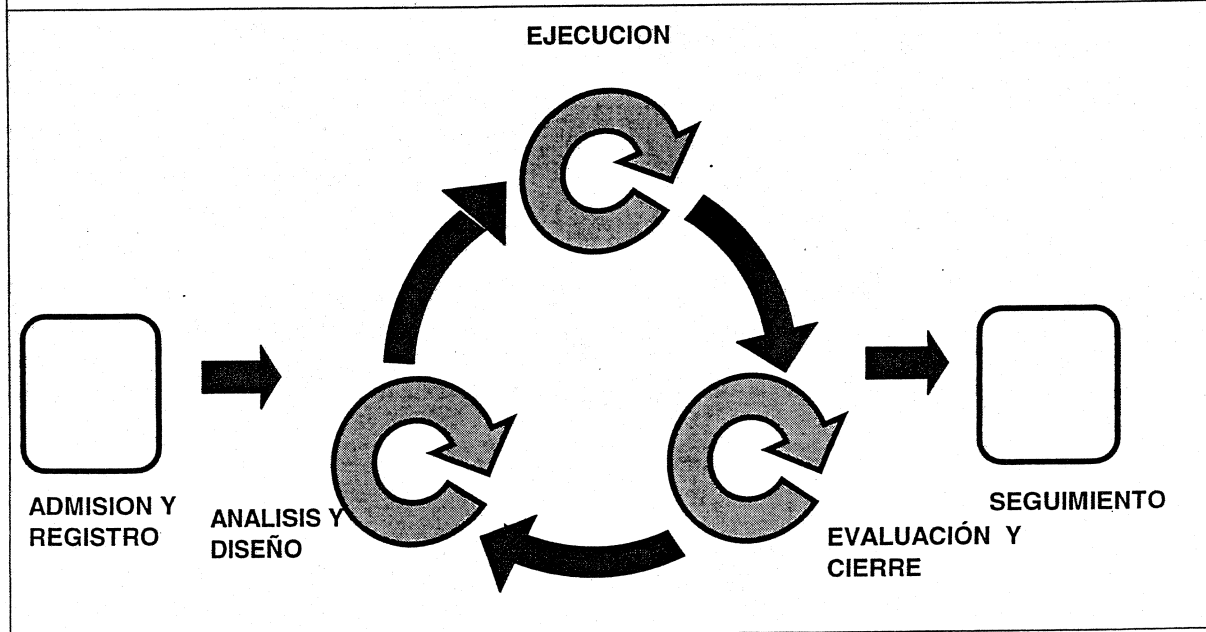 EJECUCION
ADMISION Y
REGISTRO
ANALISIS Y
DISEÑO
EVALUACIÓN Y
CIERRE
SEGUIMIENTO